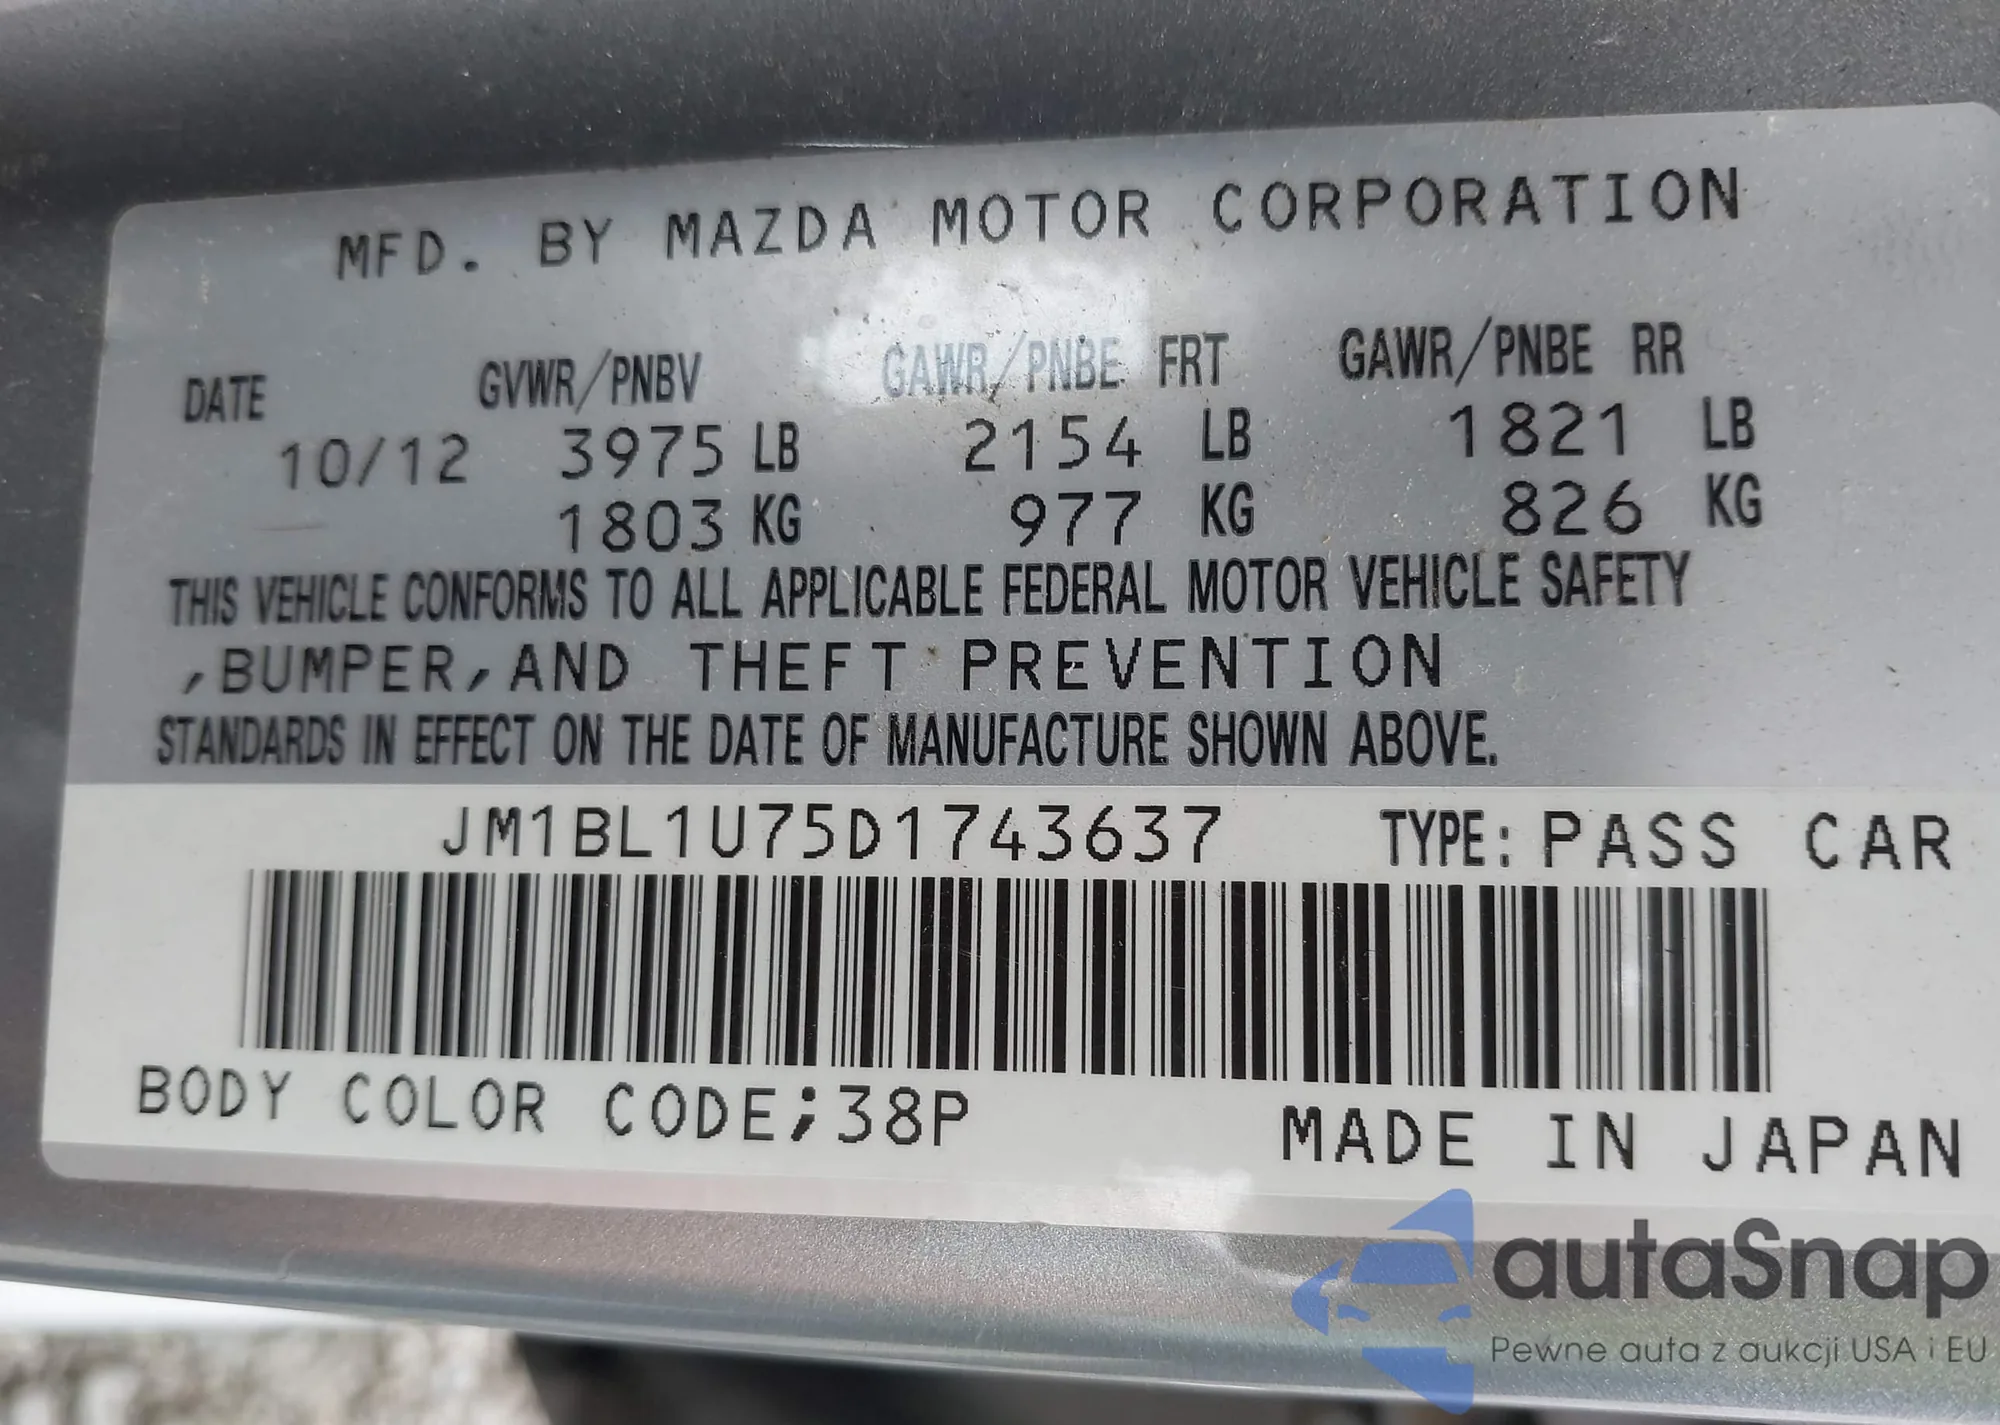 MFD. BY MAZDA MOTOR CORPORATION
DATE GVWR/PNBV GAWR/PNBE FRT GAWR/PNBE RR
10/12 3975 LB 2154 LB 1821 LB
1803 KG 977 KG 826 KG
THIS VEHICLE CONFORMS TO ALL APPLICABLE FEDERAL MOTOR VEHICLE SAFETY
,BUMPER,AND THEFT PREVENTION
STANDARDS IN EFFECT ON THE DATE OF MANUFACTURE SHOWN ABOVE.
JM1BL1U75D1743637 TYPE: PASS CAR
BODY COLOR CODE;38P MADE IN JAPAN
autaSnap
Pewne auta z aukcji USA i EU